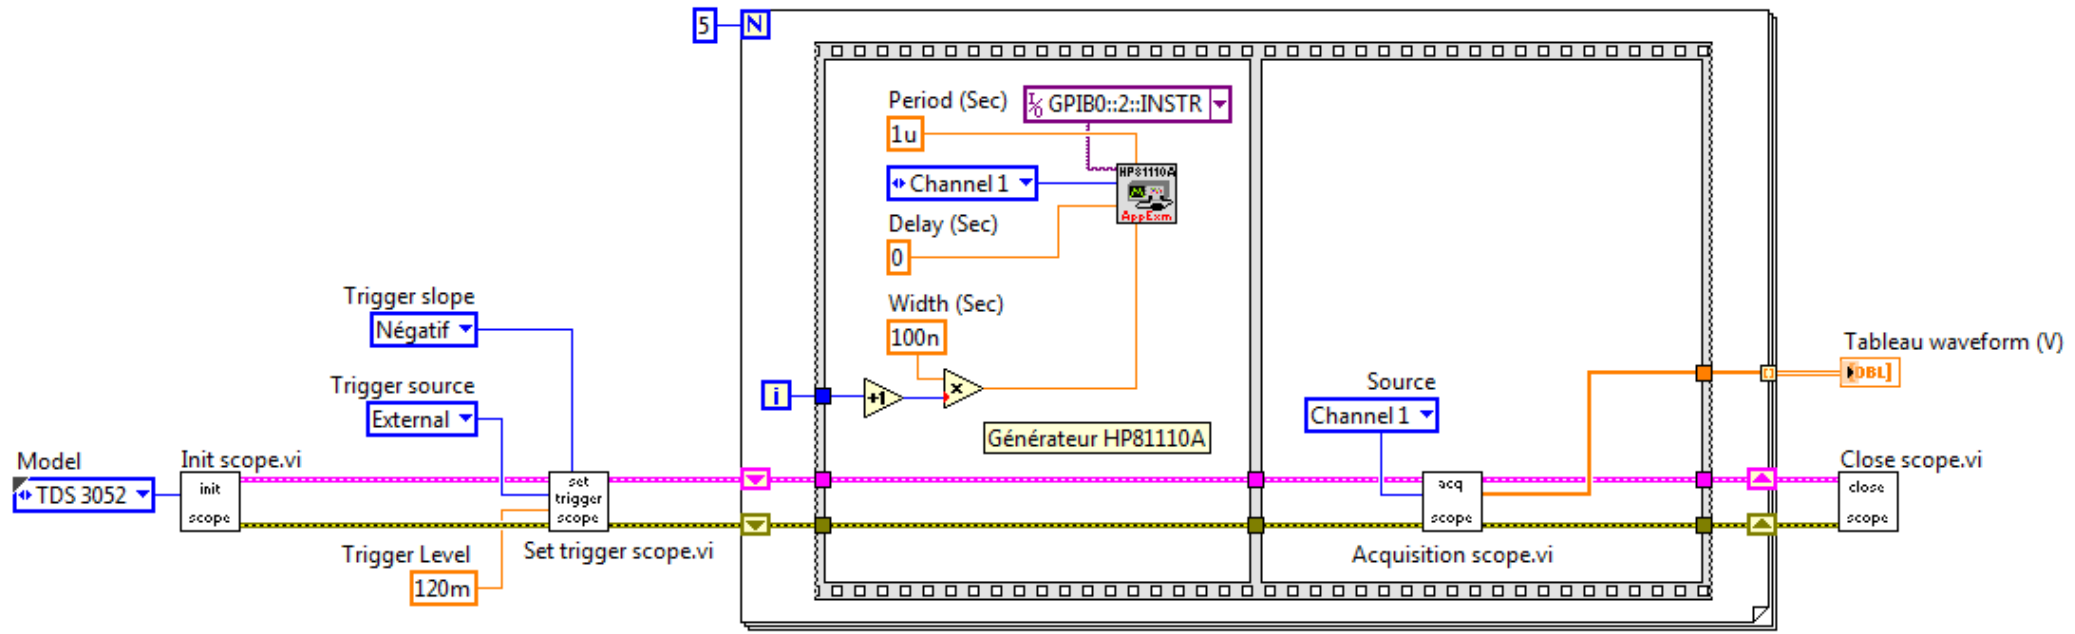 5
N
Period (Sec)
GPIB0::2::INSTR
1u
HP81110A
Channel 1
AppExm
Delay (Sec)
0
Trigger slope
Négatif
Width (Sec)
100n
Tableau waveform (V)
DBL]
Trigger source
External
i
+1
x
Source
Channel 1
Générateur HP81110A
Model
TDS 3052
Init scope.vi
init
scope
set
trigger
scope
acq
scope
Close scope.vi
close
scope
Trigger Level
120m
Set trigger scope.vi
Acquisition scope.vi